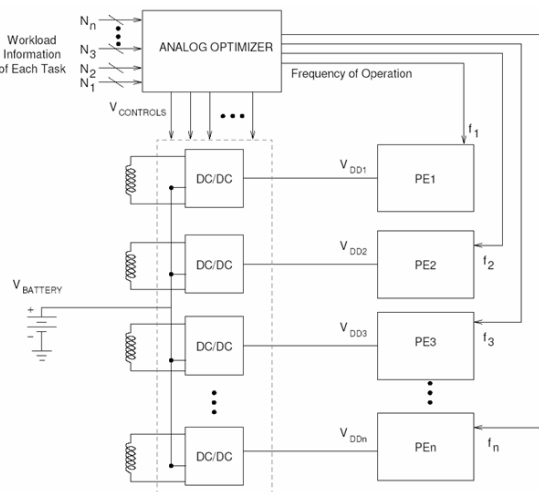 Workload
Information
of Each Task
Nn
N3
N2
N1
ANALOG OPTIMIZER
Frequency of Operation
VCONTROLS
f1
DC/DC
VDD1
PE1
DC/DC
VDD2
PE2
f2
VBATTERY
+
−
DC/DC
VDD3
PE3
f3
DC/DC
VDDn
PEn
fn